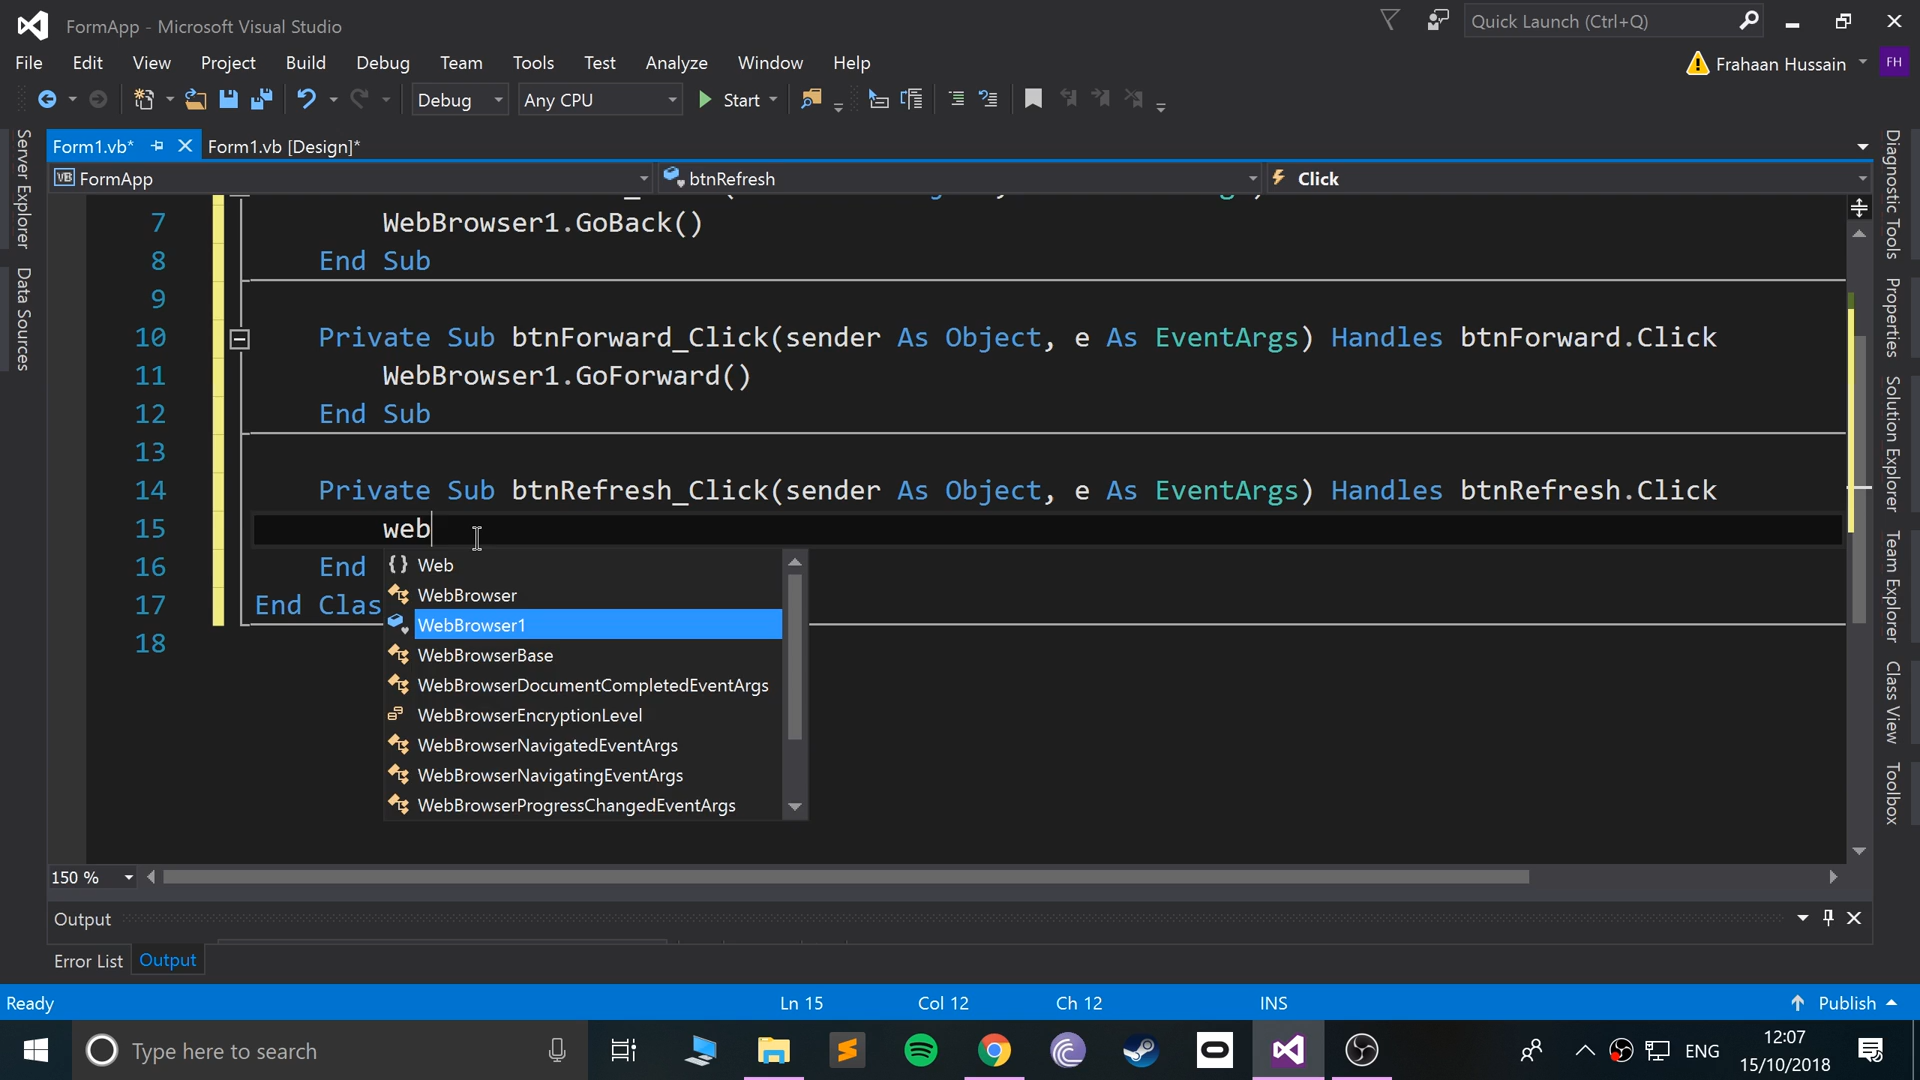 FormApp - Microsoft Visual Studio
Quick Launch (Ctrl+Q)
File Edit View Project Build Debug Team Tools Test Analyze Window Help
Frahaan Hussain FH
Debug Any CPU Start
Form1.vb* Form1.vb [Design]*
VB FormApp btnRefresh Click
Server Explorer
Data Sources
7 WebBrowser1.GoBack()
8 End Sub
9
10 Private Sub btnForward_Click(sender As Object, e As EventArgs) Handles btnForward.Click
11 WebBrowser1.GoForward()
12 End Sub
13
14 Private Sub btnRefresh_Click(sender As Object, e As EventArgs) Handles btnRefresh.Click
15 web
16 End
17 End Clas
18
{} Web
WebBrowser
WebBrowser1
WebBrowserBase
WebBrowserDocumentCompletedEventArgs
WebBrowserEncryptionLevel
WebBrowserNavigatedEventArgs
WebBrowserNavigatingEventArgs
WebBrowserProgressChangedEventArgs
Diagnostic Tools
Properties
Solution Explorer
Team Explorer
Class View
Toolbox
150 %
Output
Error List Output
Ready Ln 15 Col 12 Ch 12 INS Publish
Type here to search
ENG
12:07
15/10/2018